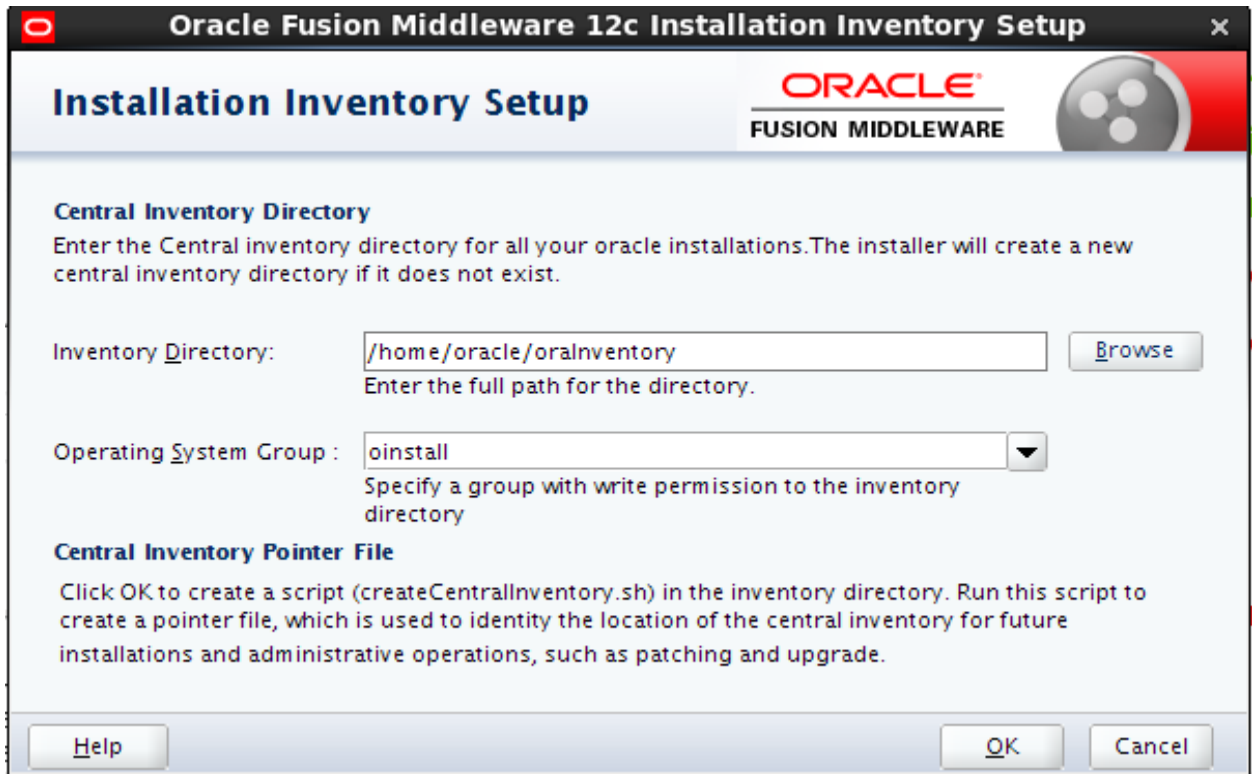 Oracle Fusion Middleware 12c Installation Inventory Setup
Installation Inventory Setup
ORACLE
FUSION MIDDLEWARE
Central Inventory Directory
Enter the Central inventory directory for all your oracle installations.The installer will create a new
central inventory directory if it does not exist.
Inventory Directory: /home/oracle/oraInventory Browse
Enter the full path for the directory.
Operating System Group : oinstall
Specify a group with write permission to the inventory
directory
Central Inventory Pointer File
Click OK to create a script (createCentralInventory.sh) in the inventory directory. Run this script to
create a pointer file, which is used to identity the location of the central inventory for future
installations and administrative operations, such as patching and upgrade.
Help OK Cancel